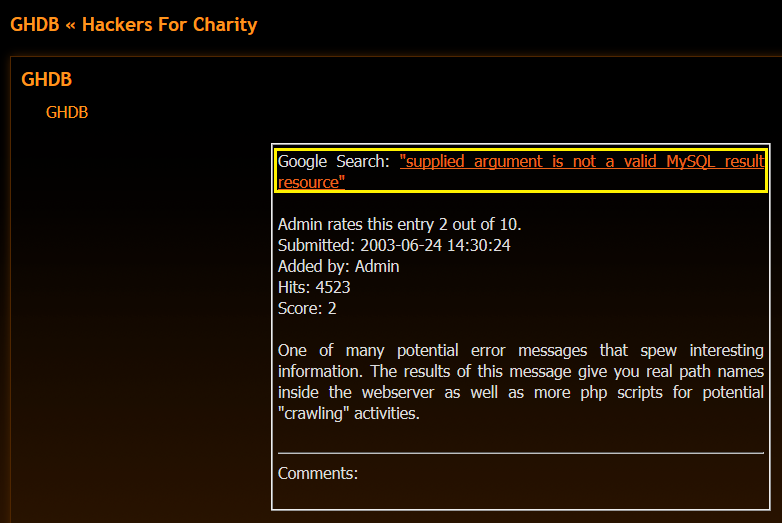 GHDB « Hackers For Charity
GHDB
GHDB
Google Search: "supplied argument is not a valid MySQL result
resource"
Admin rates this entry 2 out of 10.
Submitted: 2003-06-24 14:30:24
Added by: Admin
Hits: 4523
Score: 2
One of many potential error messages that spew interesting
information. The results of this message give you real path names
inside the webserver as well as more php scripts for potential
"crawling" activities.
Comments: